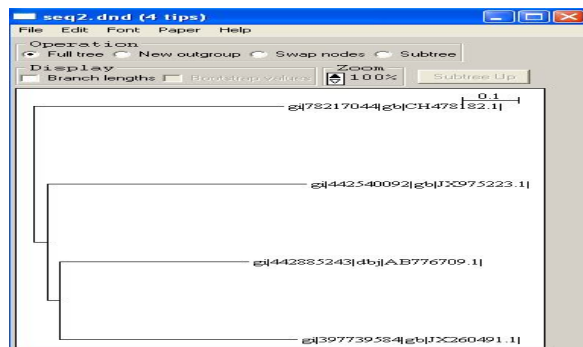 seq2.dnd (4 tips)
File Edit Font Paper Help
Operation
Full tree New outgroup Swap nodes Subtree
Display Zoom
Branch lengths Bootstrap values 100% Subtree Up
0.1
gi|78217044|gb|CH478182.1|
gi|442540092|gb|JX975223.1|
gi|442885243|dbj|AB776709.1|
gi|397739584|gb|JX260491.1|